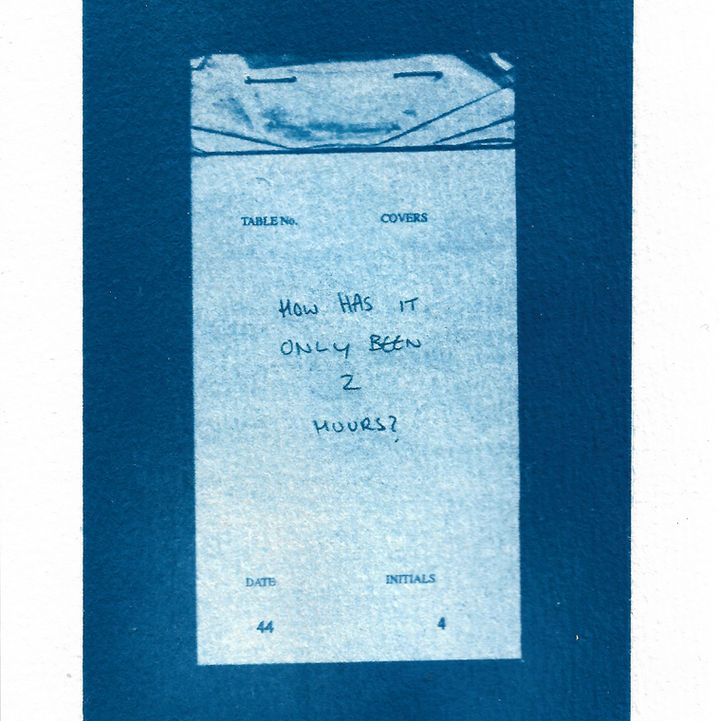 TABLE No. COVERS
HOW HAS IT
ONLY BEEN
2
HOURS?
DATE INITIALS
44 4